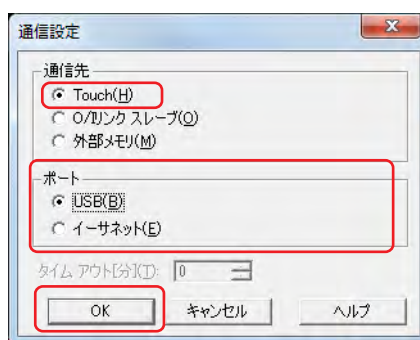 通信設定
通信先
Touch(H)
O/Iリンク スレーブ(O)
外部メモリ(M)
ポート
USB(B)
イーサネット(E)
タイム アウト[分](T): 0
OK キャンセル ヘルプ